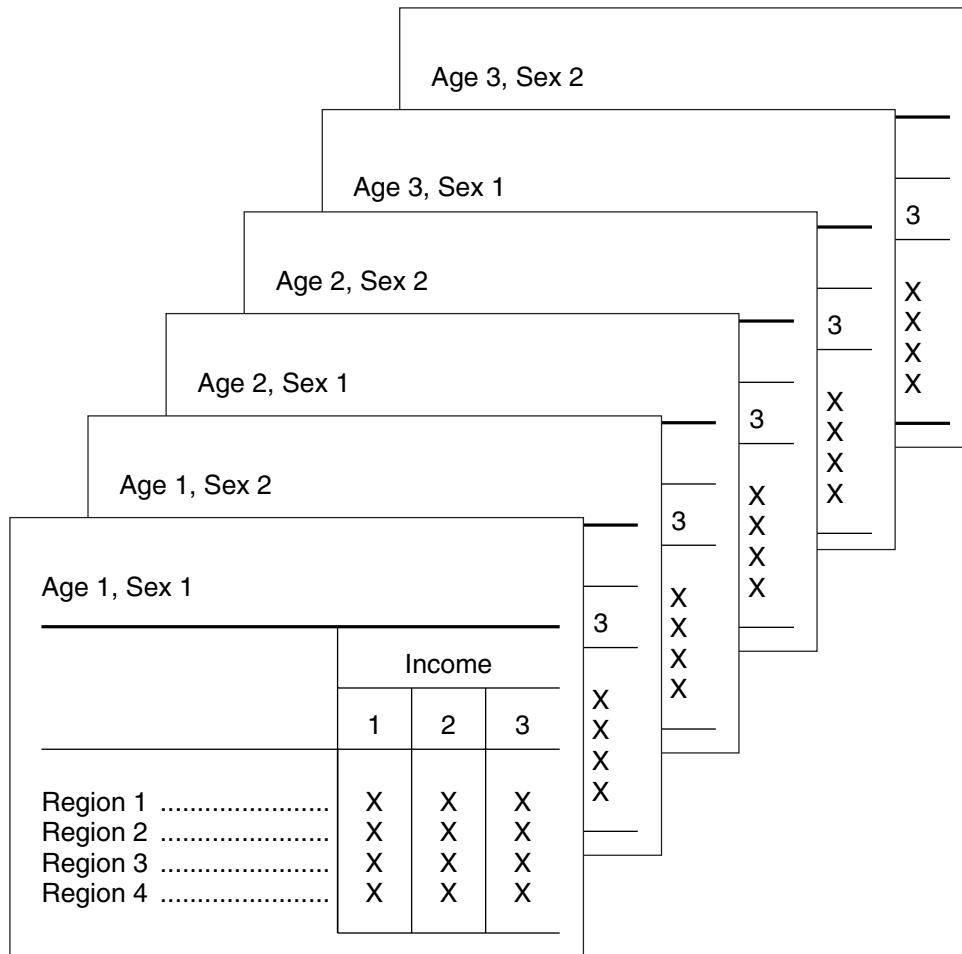 Age 3, Sex 2
3
X
X
X
X
Age 3, Sex 1
3
X
X
X
X
Age 2, Sex 2
3
X
X
X
X
Age 2, Sex 1
3
X
X
X
X
Age 1, Sex 2
3
X
X
X
X
Age 1, Sex 1
Income
1 2 3
Region 1 ....................... X X X
Region 2 ....................... X X X
Region 3 ....................... X X X
Region 4 ....................... X X X